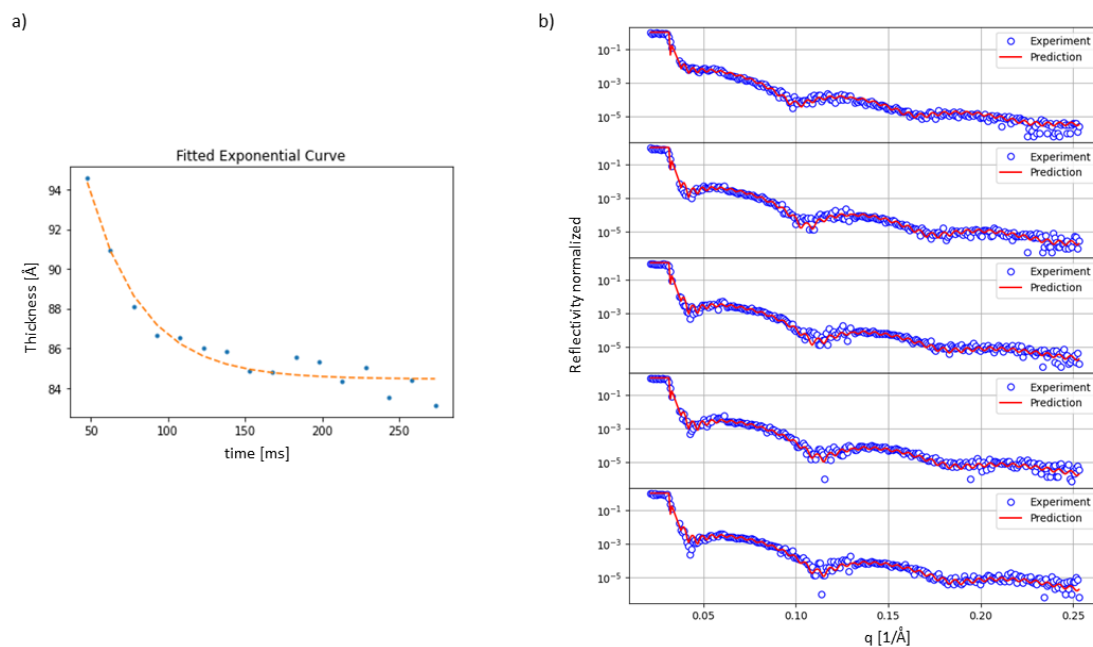 a)
b)
Fitted Exponential Curve
Thickness [Å]
94
92
90
88
86
84
50
100
150
200
250
time [ms]
Reflectivity normalized
10⁻¹
10⁻³
10⁻⁵
Experiment
Prediction
10⁻¹
10⁻³
10⁻⁵
Experiment
Prediction
10⁻¹
10⁻³
10⁻⁵
Experiment
Prediction
10⁻¹
10⁻³
10⁻⁵
Experiment
Prediction
10⁻¹
10⁻³
10⁻⁵
Experiment
Prediction
0.05
0.10
0.15
0.20
0.25
q [1/Å]